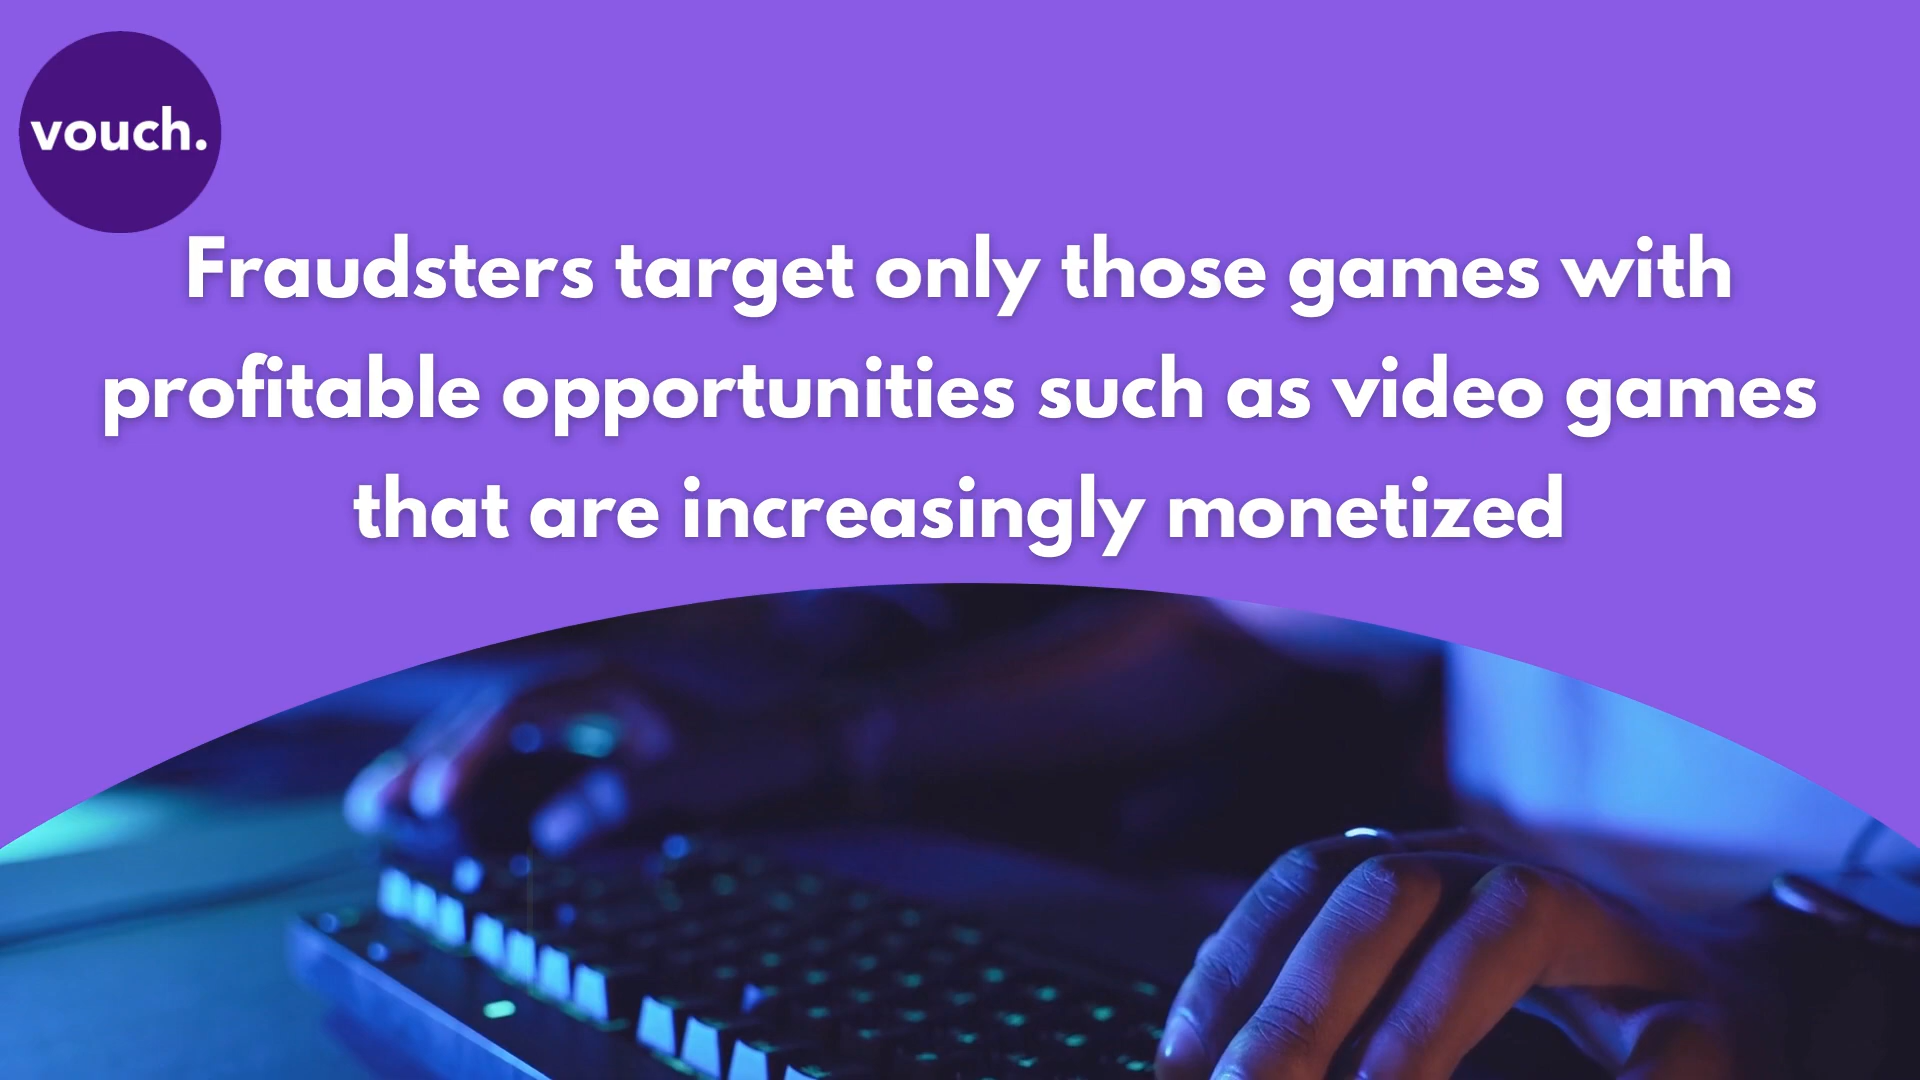 vouch.
Fraudsters target only those games with
profitable opportunities such as video games
that are increasingly monetized